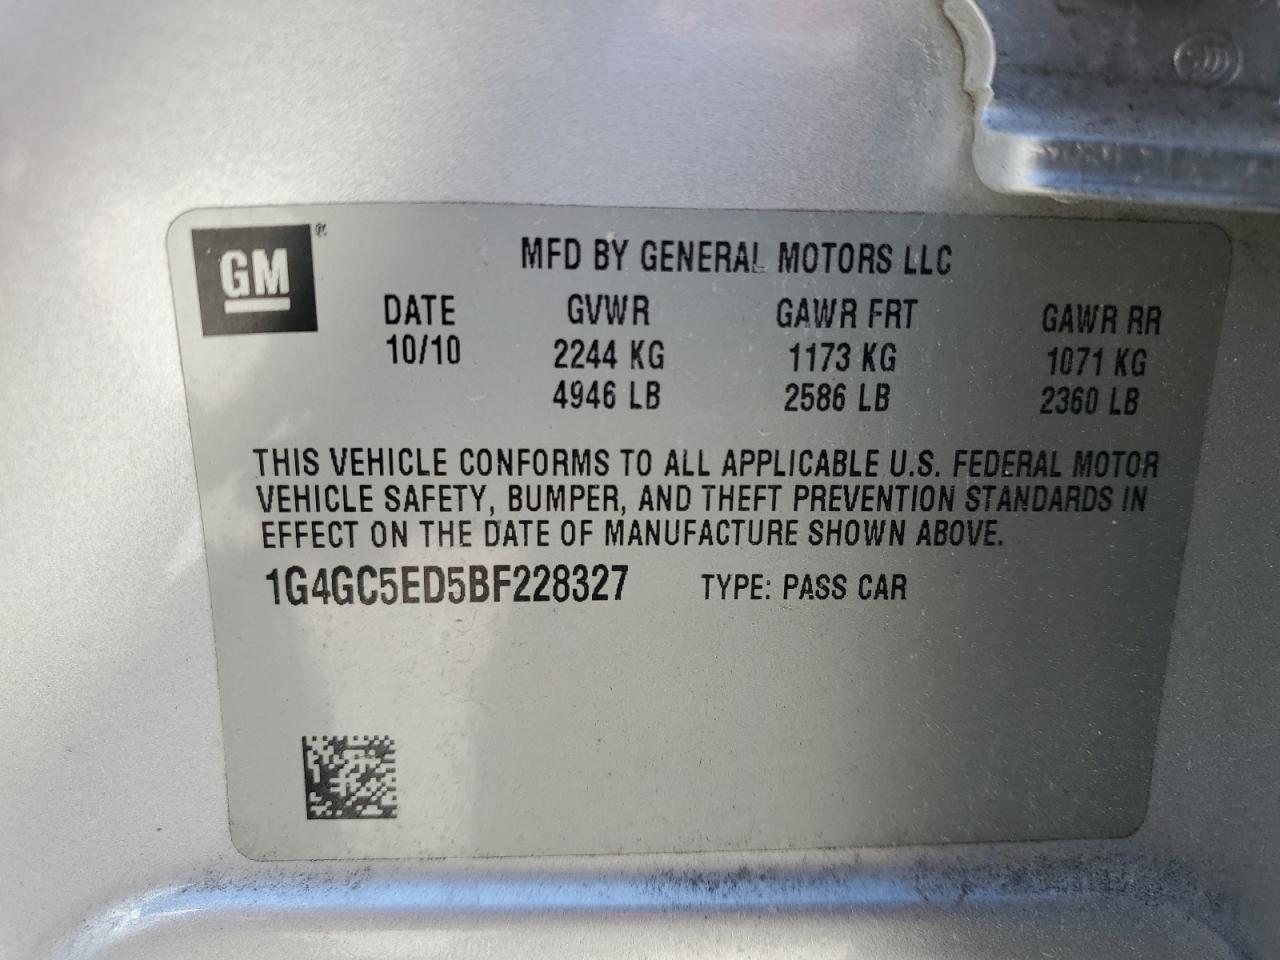 GM®
MFD BY GENERAL MOTORS LLC
DATE GVWR GAWR FRT GAWR RR
10/10 2244 KG 1173 KG 1071 KG
4946 LB 2586 LB 2360 LB
THIS VEHICLE CONFORMS TO ALL APPLICABLE U.S. FEDERAL MOTOR
VEHICLE SAFETY, BUMPER, AND THEFT PREVENTION STANDARDS IN
EFFECT ON THE DATE OF MANUFACTURE SHOWN ABOVE.
1G4GC5ED5BF228327 TYPE: PASS CAR